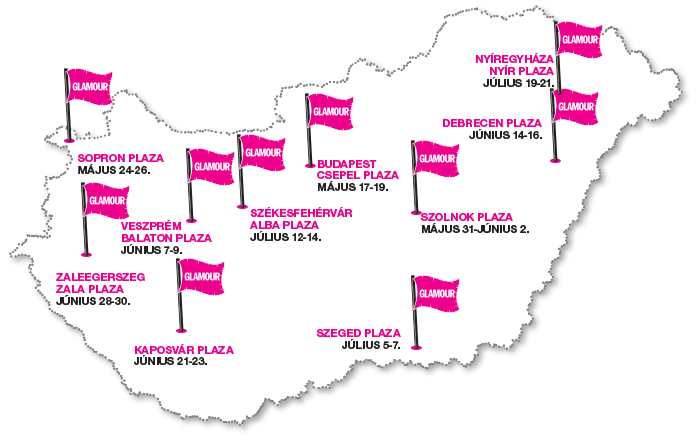 GLAMOUR
NYÍREGYHÁZA
NYÍR PLAZA
JÚLIUS 19-21.
GLAMOUR
SOPRON PLAZA
MÁJUS 24-26.
GLAMOUR
DEBRECEN PLAZA
JÚNIUS 14-16.
GLAMOUR
BUDAPEST
CSEPEL PLAZA
MÁJUS 17-19.
GLAMOUR
SZÉKESFEHÉRVÁR
ALBA PLAZA
JÚLIUS 12-14.
GLAMOUR
VESZPRÉM
BALATON PLAZA
JÚNIUS 7-9.
GLAMOUR
SZOLNOK PLAZA
MÁJUS 31-JÚNIUS 2.
GLAMOUR
ZALEEGERSZEG
ZALA PLAZA
JÚNIUS 28-30.
GLAMOUR
KAPOSVÁR PLAZA
JÚNIUS 21-23.
GLAMOUR
SZEGED PLAZA
JÚLIUS 5-7.